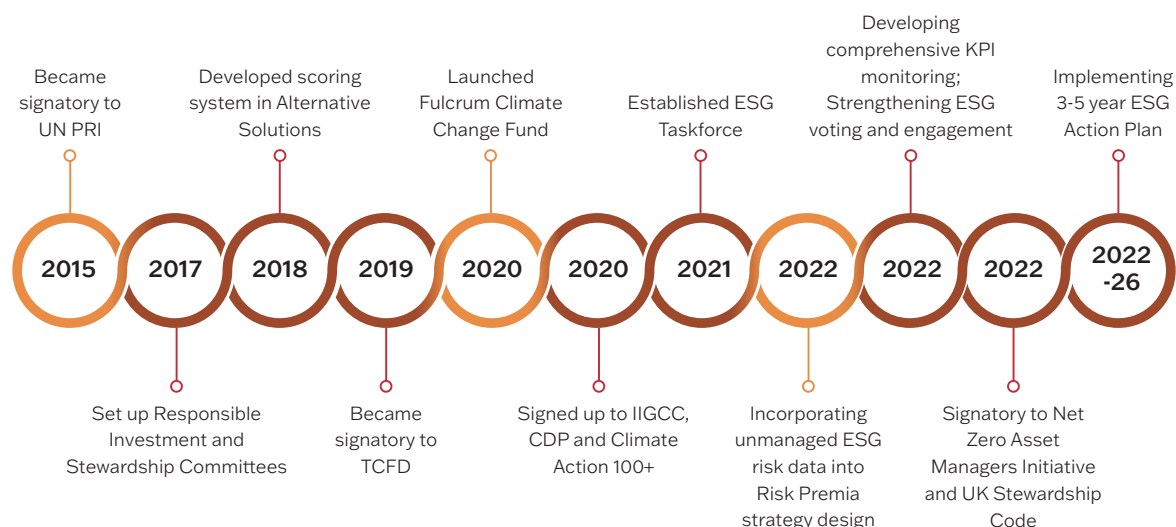 Became
signatory to
UN PRI
Developed scoring
system in Alternative
Solutions
Launched
Fulcrum Climate
Change Fund
Established ESG
Taskforce
Developing
comprehensive KPI
monitoring;
Strengthening ESG
voting and engagement
Implementing
3-5 year ESG
Action Plan
2015
2017
2018
2019
2020
2020
2021
2022
2022
2022
2022
-26
Set up Responsible
Investment and
Stewardship Committees
Became
signatory to
TCFD
Signed up to IIGCC,
CDP and Climate
Action 100+
Incorporating
unmanaged ESG
risk data into
Risk Premia
strategy design
Signatory to Net
Zero Asset
Managers Initiative
and UK Stewardship
Code